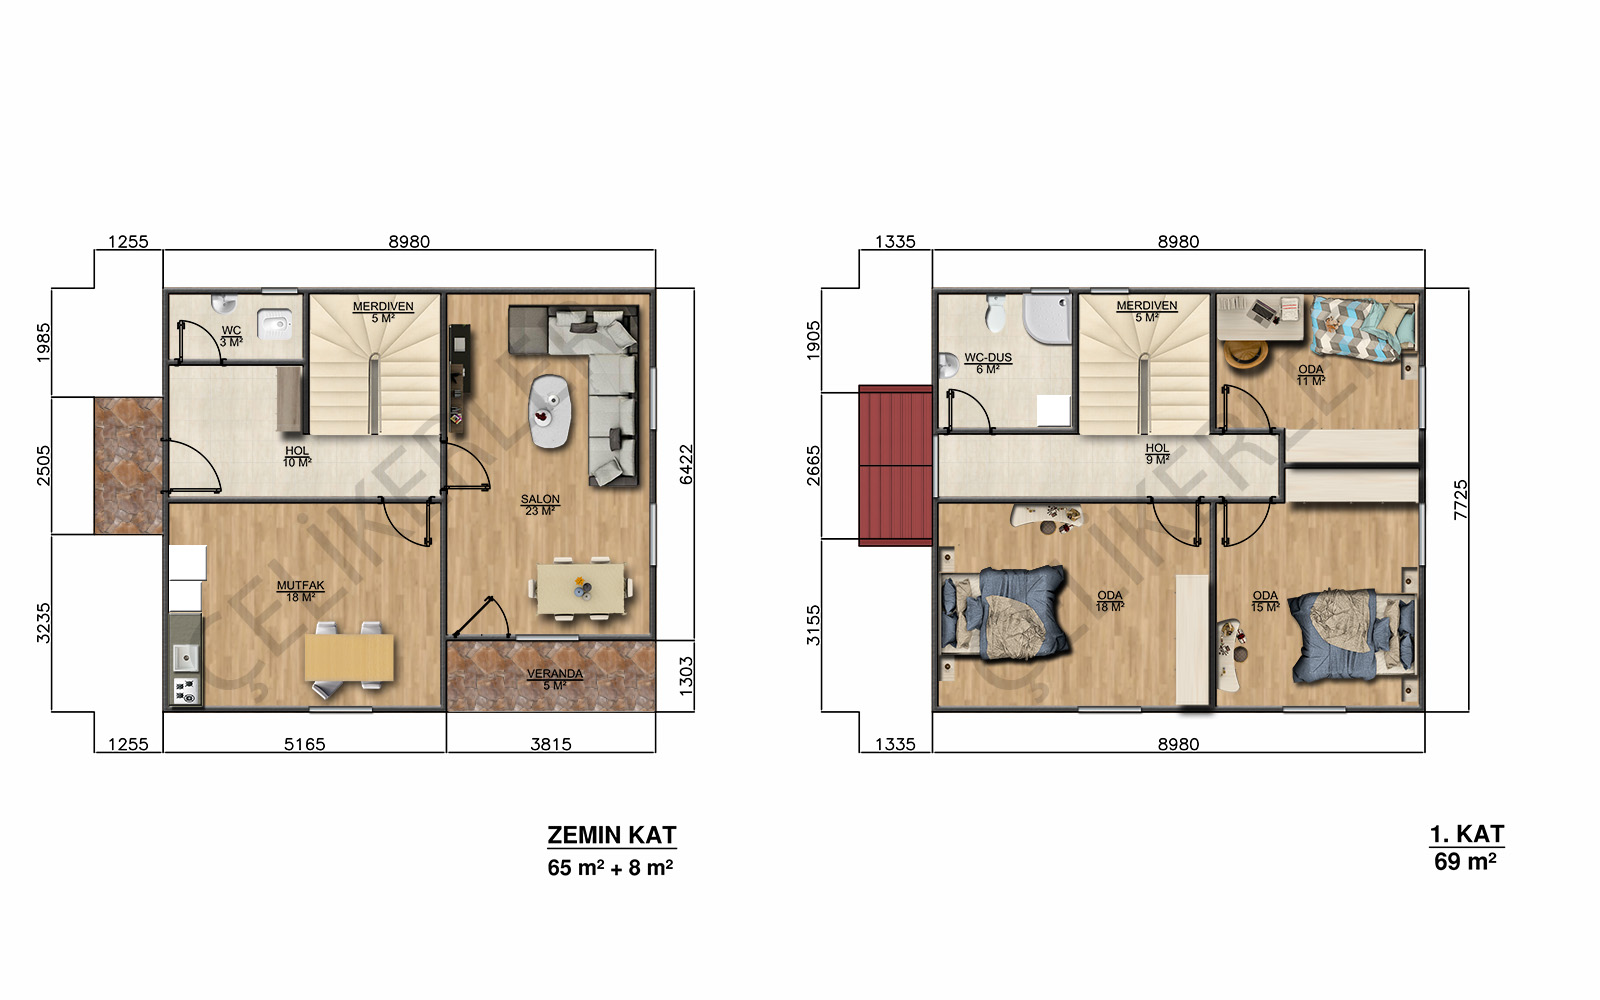 1255
8980
1985
2505
3235
WC
3 M²
MERDIVEN
5 M²
HOL
10 M²
SALON
23 M²
MUTFAK
18 M²
VERANDA
5 M²
6422
1303
1255
5165
3815
ÇELİKERLER
ZEMIN KAT
65 m² + 8 m²
1335
8980
1905
2665
3155
WC-DUS
6 M²
MERDIVEN
5 M²
ODA
11 M²
HOL
9 M²
ODA
18 M²
ODA
15 M²
7725
1335
8980
ÇELİKERLER
1. KAT
69 m²